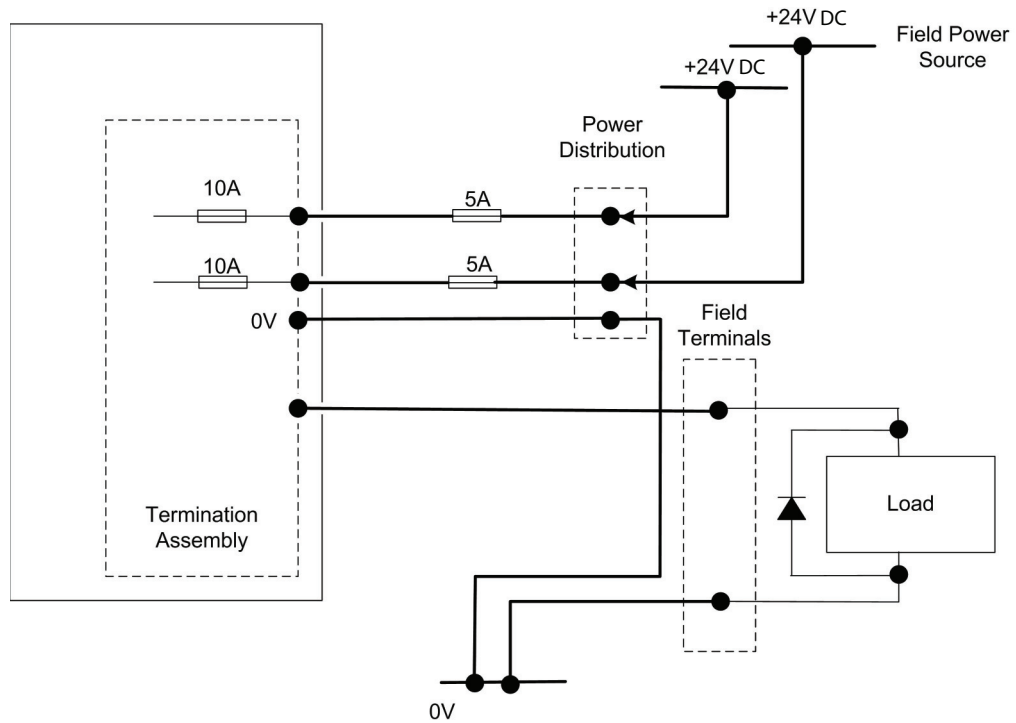 +24V DC
Field Power
Source
+24V DC
Power
Distribution
10A
5A
10A
5A
0V
Field
Terminals
Load
Termination
Assembly
0V